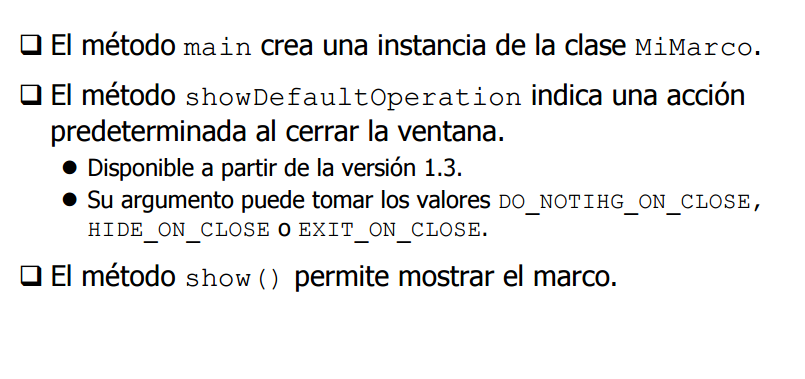 El método main crea una instancia de la clase MiMarco.
El método showDefaultOperation indica una acción
predeterminada al cerrar la ventana.
Disponible a partir de la versión 1.3.
Su argumento puede tomar los valores DO_NOTIHG_ON_CLOSE,
HIDE_ON_CLOSE o EXIT_ON_CLOSE.
El método show() permite mostrar el marco.